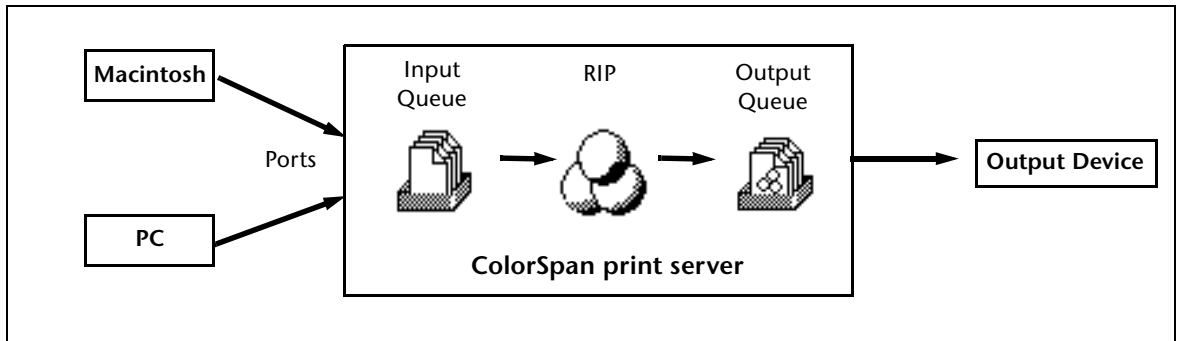 Macintosh
PC
Ports
Input
Queue
RIP
Output
Queue
ColorSpan print server
Output Device